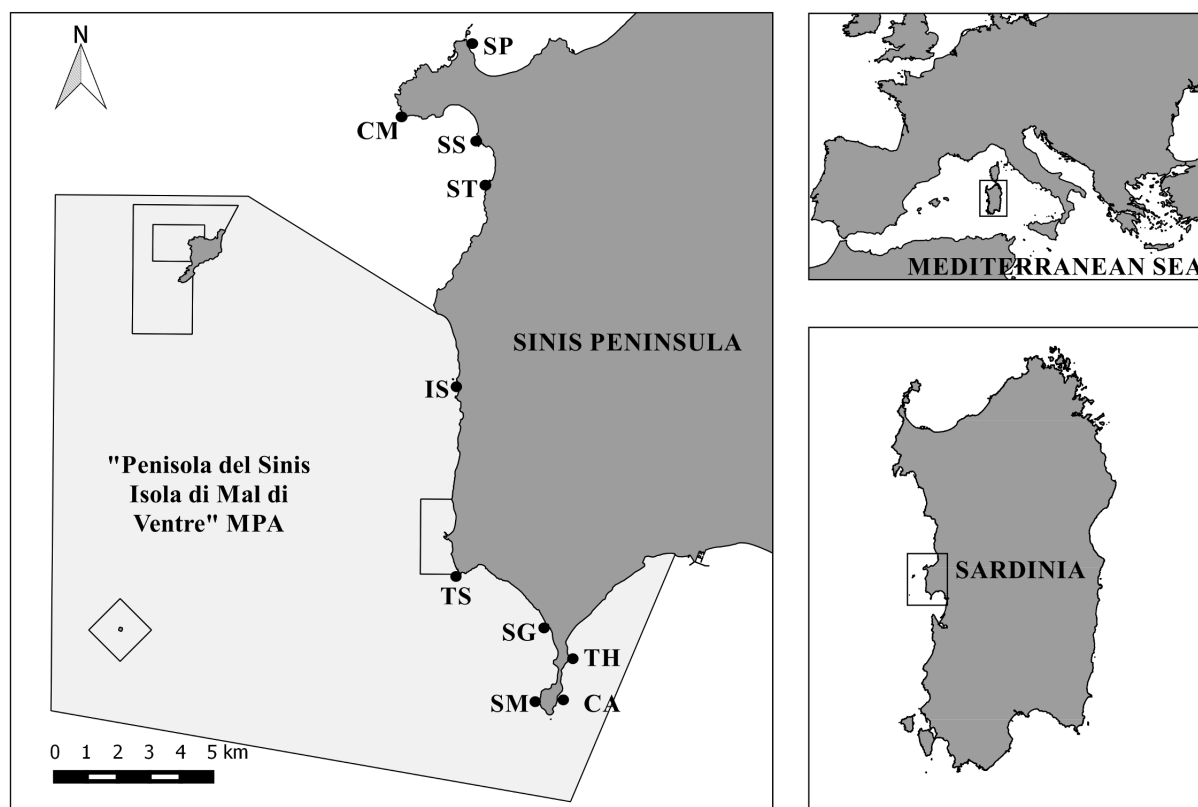 N
SP
CM
SS
ST
SINIS PENINSULA
IS
"Penisola del Sinis
Isola di Mal di
Ventre" MPA
TS
SG
TH
SM
CA
0 1 2 3 4 5 km
MEDITERRANEAN SEA
SARDINIA